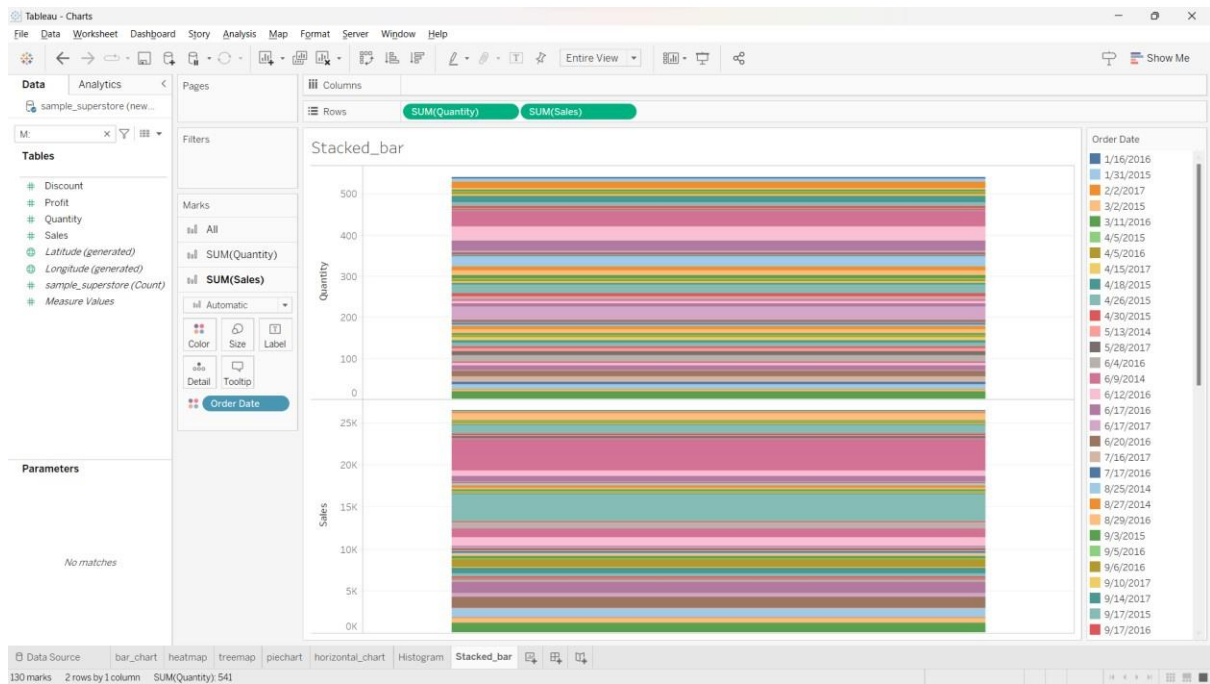 Tableau - Charts
File Data Worksheet Dashboard Story Analysis Map Format Server Window Help
Entire View
Show Me
Data Analytics
sample_superstore (new...
M:
Tables
Discount
Profit
Quantity
Sales
Latitude (generated)
Longitude (generated)
sample_superstore (Count)
Measure Values
Parameters
No matches
Pages
Filters
Marks
All
SUM(Quantity)
SUM(Sales)
Automatic
Color Size Label
Detail Tooltip
Order Date
Columns
Rows SUM(Quantity) SUM(Sales)
Stacked_bar
Quantity
500
400
300
200
100
0
Sales
25K
20K
15K
10K
5K
0K
Order Date
1/16/2016
1/31/2015
2/2/2017
3/2/2015
3/11/2016
4/5/2015
4/5/2016
4/15/2017
4/18/2015
4/26/2015
4/30/2015
5/13/2014
5/28/2017
6/4/2016
6/9/2014
6/12/2016
6/17/2016
6/17/2017
6/20/2016
7/16/2017
7/17/2016
8/25/2014
8/27/2014
8/29/2016
9/3/2015
9/5/2016
9/6/2016
9/10/2017
9/14/2017
9/17/2015
9/17/2016
Data Source bar_chart heatmap treemap piechart horizontal_chart Histogram Stacked_bar
130 marks 2 rows by 1 column SUM(Quantity): 541